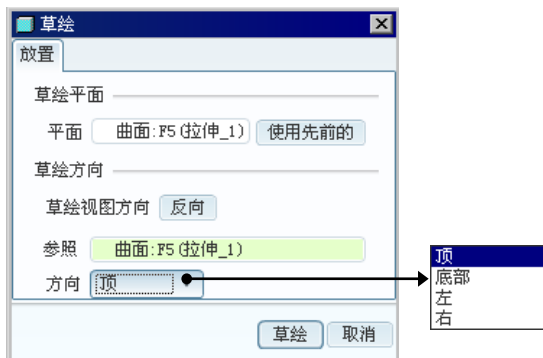 草绘
放置
草绘平面
平面 曲面:F5(拉伸_1) 使用先前的
草绘方向
草绘视图方向 反向
参照 曲面:F5(拉伸_1)
方向 顶
顶
底部
左
右
草绘 取消